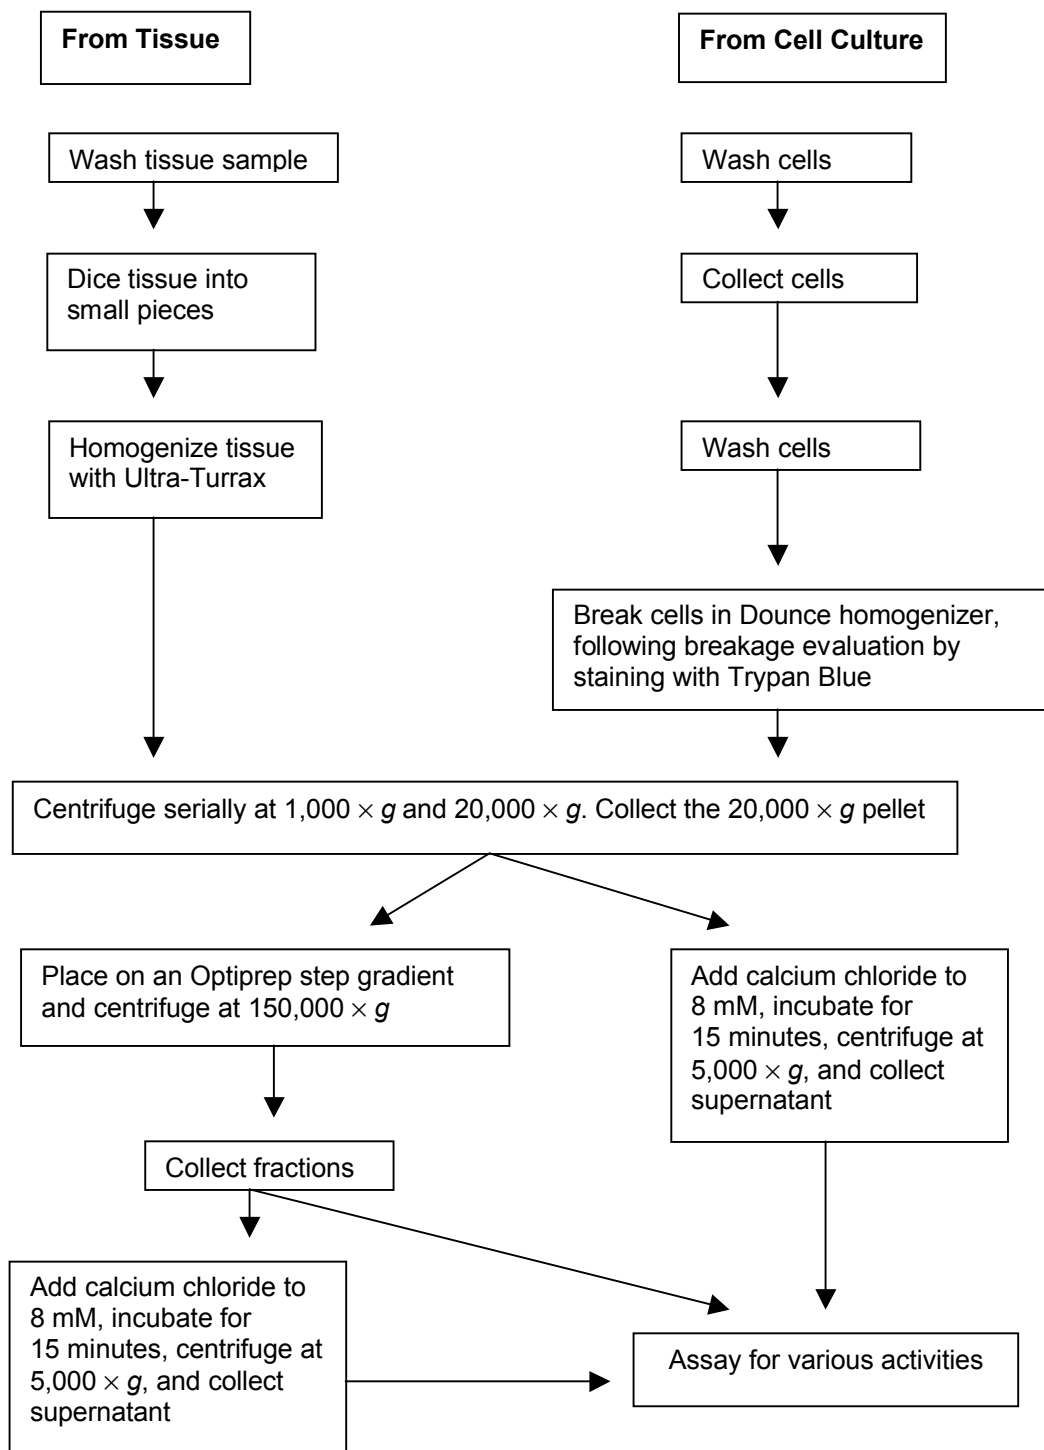 From Tissue
From Cell Culture
Wash tissue sample
Wash cells
Dice tissue into
small pieces
Collect cells
Homogenize tissue
with Ultra-Turrax
Wash cells
Break cells in Dounce homogenizer,
following breakage evaluation by
staining with Trypan Blue
Centrifuge serially at 1,000 × g and 20,000 × g. Collect the 20,000 × g pellet
Place on an Optiprep step gradient
and centrifuge at 150,000 × g
Add calcium chloride to
8 mM, incubate for
15 minutes, centrifuge at
5,000 × g, and collect
supernatant
Collect fractions
Add calcium chloride to
8 mM, incubate for
15 minutes, centrifuge at
5,000 × g, and collect
supernatant
Assay for various activities